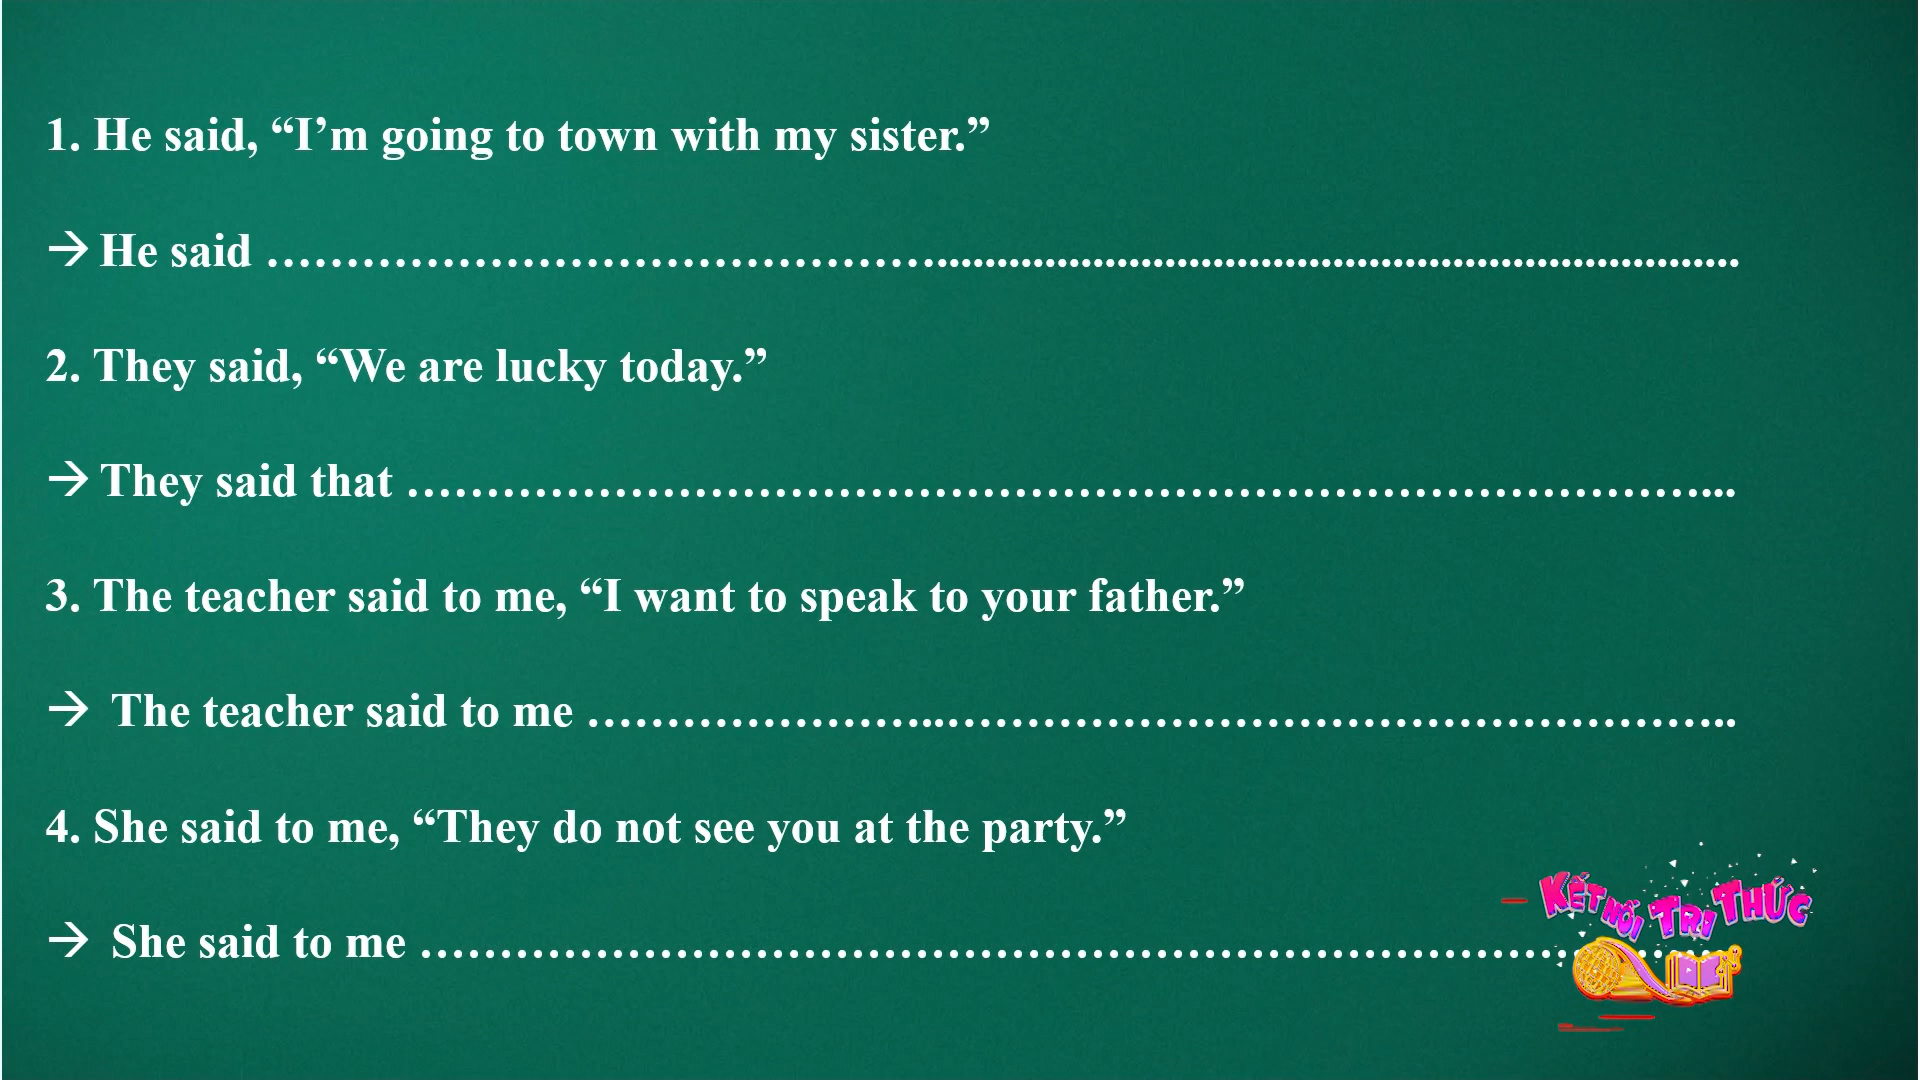 1. He said, “I’m going to town with my sister.”
→ He said ……………………………………...................................................................
2. They said, “We are lucky today.”
→ They said that ………………………………………………………………………...
3. The teacher said to me, “I want to speak to your father.”
→ The teacher said to me …………………..…………………………………………..
4. She said to me, “They do not see you at the party.”
→ She said to me ………………………………………………………………………
KẾT NỐI TRI THỨC